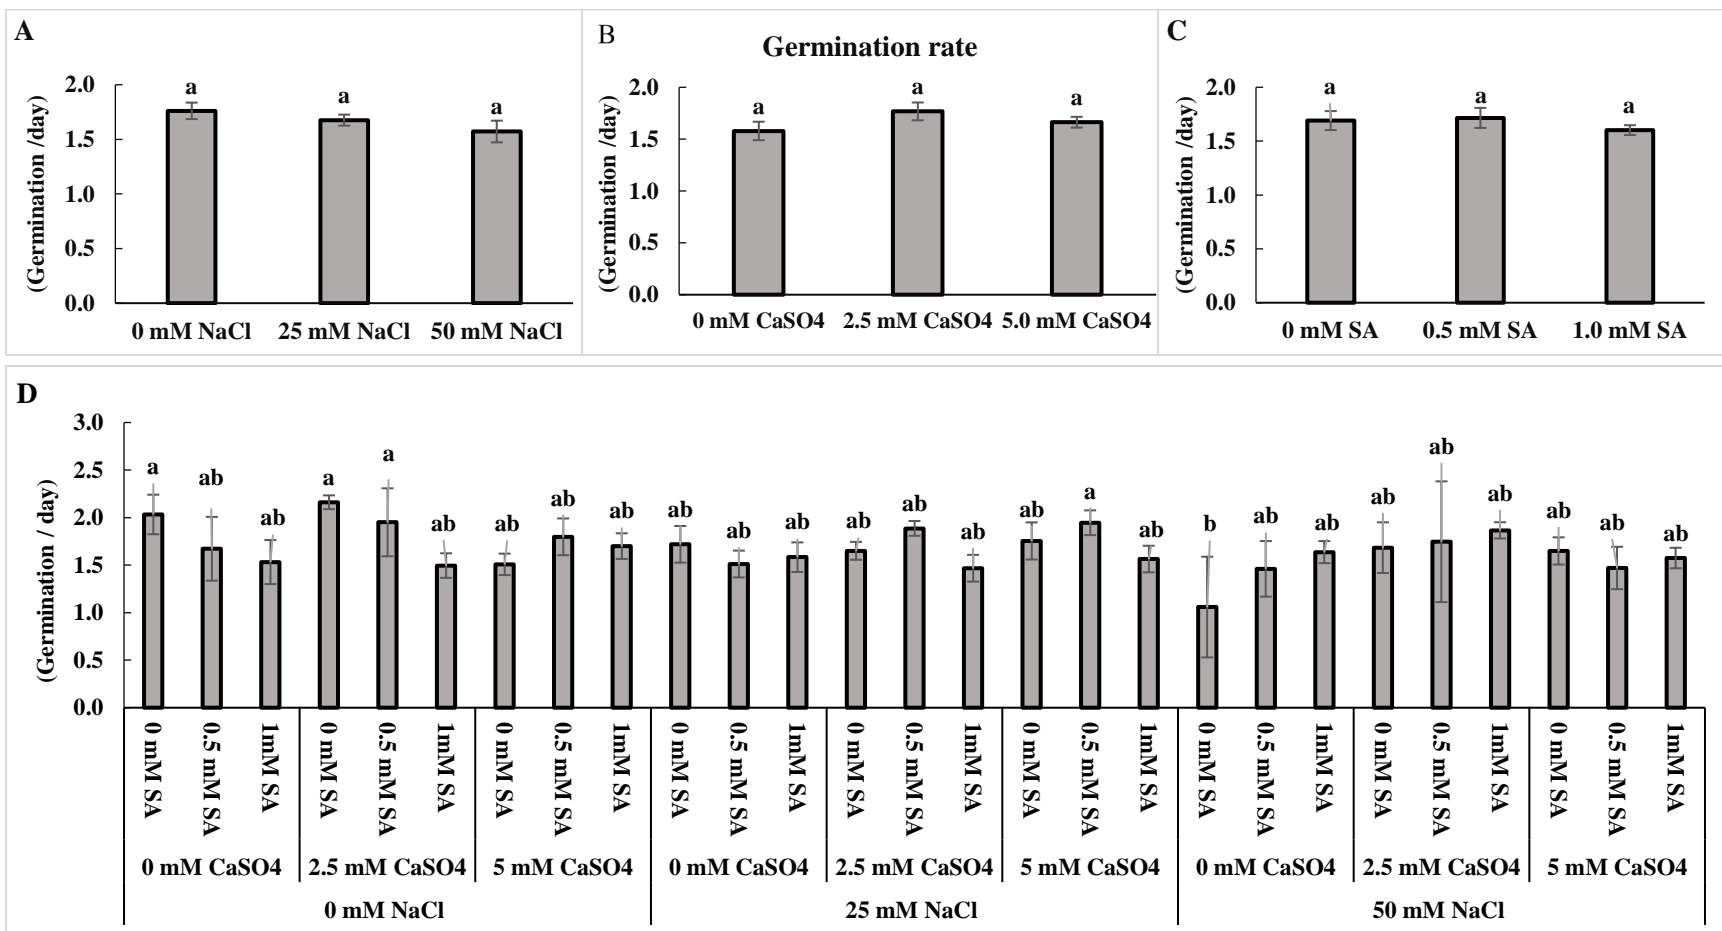 A
((Germination /day)
2.0
1.5
1.0
0.5
0.0
a
a
a
0 mM NaCl
25 mM NaCl
50 mM NaCl
B
Germination rate
((Germination /day)
2.0
1.5
1.0
0.5
0.0
a
a
a
0 mM CaSO4
2.5 mM CaSO4
5.0 mM CaSO4
C
((Germination /day)
2.0
1.5
1.0
0.5
0.0
a
a
a
0 mM SA
0.5 mM SA
1.0 mM SA
D
((Germination / day)
3.0
2.5
2.0
1.5
1.0
0.5
0.0
a
ab
ab
a
a
ab
ab
ab
ab
ab
ab
ab
ab
ab
ab
ab
a
ab
b
ab
ab
ab
ab
ab
ab
ab
ab
0 mM SA
0.5 mM SA
1mM SA
0 mM SA
0.5 mM SA
1mM SA
0 mM SA
0.5 mM SA
1mM SA
0 mM SA
0.5 mM SA
1mM SA
0 mM SA
0.5 mM SA
1mM SA
0 mM SA
0.5 mM SA
1mM SA
0 mM SA
0.5 mM SA
1mM SA
0 mM SA
0.5 mM SA
1mM SA
0 mM SA
0.5 mM SA
1mM SA
0 mM CaSO4
2.5 mM CaSO4
5 mM CaSO4
0 mM CaSO4
2.5 mM CaSO4
5 mM CaSO4
0 mM CaSO4
2.5 mM CaSO4
5 mM CaSO4
0 mM NaCl
25 mM NaCl
50 mM NaCl